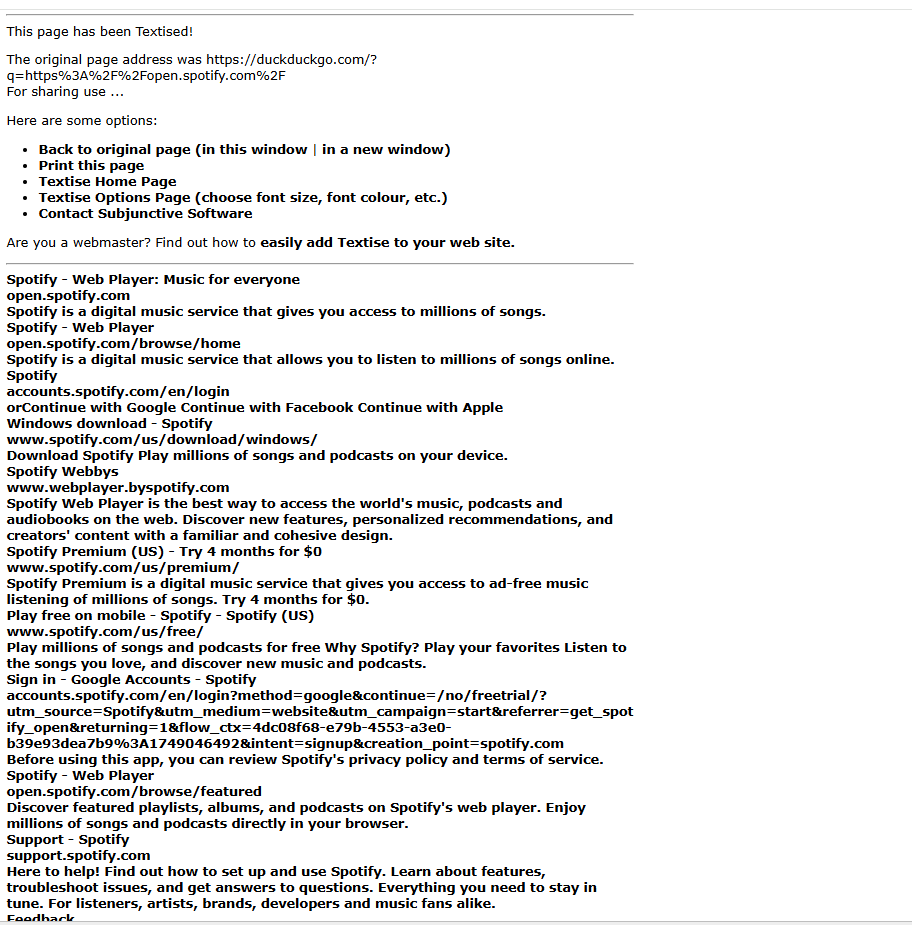 This page has been Textised!
The original page address was https://duckduckgo.com/?
q=https%3A%2F%2Fopen.spotify.com%2F
For sharing use ...
Here are some options:
• Back to original page (in this window | in a new window)
• Print this page
• Textise Home Page
• Textise Options Page (choose font size, font colour, etc.)
• Contact Subjunctive Software
Are you a webmaster? Find out how to easily add Textise to your web site.
Spotify - Web Player: Music for everyone
open.spotify.com
Spotify is a digital music service that gives you access to millions of songs.
Spotify - Web Player
open.spotify.com/browse/home
Spotify is a digital music service that allows you to listen to millions of songs online.
Spotify
accounts.spotify.com/en/login
orContinue with Google Continue with Facebook Continue with Apple
Windows download - Spotify
www.spotify.com/us/download/windows/
Download Spotify Play millions of songs and podcasts on your device.
Spotify Webbys
www.webplayer.byspotify.com
Spotify Web Player is the best way to access the world's music, podcasts and
audiobooks on the web. Discover new features, personalized recommendations, and
creators' content with a familiar and cohesive design.
Spotify Premium (US) - Try 4 months for $0
www.spotify.com/us/premium/
Spotify Premium is a digital music service that gives you access to ad-free music
listening of millions of songs. Try 4 months for $0.
Play free on mobile - Spotify - Spotify (US)
www.spotify.com/us/free/
Play millions of songs and podcasts for free Why Spotify? Play your favorites Listen to
the songs you love, and discover new music and podcasts.
Sign in - Google Accounts - Spotify
accounts.spotify.com/en/login?method=google&continue=/no/freetrial/?
utm_source=Spotify&utm_medium=website&utm_campaign=start&referrer=get_spot
ify_open&returning=1&flow_ctx=4dc08f68-e79b-4553-a3e0-
b39e93dea7b9%3A1749046492&intent=signup&creation_point=spotify.com
Before using this app, you can review Spotify's privacy policy and terms of service.
Spotify - Web Player
open.spotify.com/browse/featured
Discover featured playlists, albums, and podcasts on Spotify's web player. Enjoy
millions of songs and podcasts directly in your browser.
Support - Spotify
support.spotify.com
Here to help! Find out how to set up and use Spotify. Learn about features,
troubleshoot issues, and get answers to questions. Everything you need to stay in
tune. For listeners, artists, brands, developers and music fans alike.
Feedback